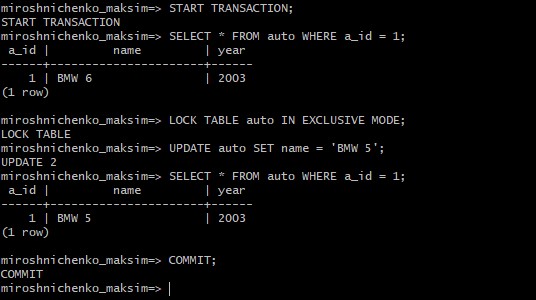 miroshnichenko_maksim=> START TRANSACTION;
START TRANSACTION
miroshnichenko_maksim=> SELECT * FROM auto WHERE a_id = 1;
 a_id |         name         | year
------+----------------------+------
    1 | BMW 6                | 2003
(1 row)

miroshnichenko_maksim=> LOCK TABLE auto IN EXCLUSIVE MODE;
LOCK TABLE
miroshnichenko_maksim=> UPDATE auto SET name = 'BMW 5';
UPDATE 2
miroshnichenko_maksim=> SELECT * FROM auto WHERE a_id = 1;
 a_id |         name         | year
------+----------------------+------
    1 | BMW 5                | 2003
(1 row)

miroshnichenko_maksim=> COMMIT;
COMMIT
miroshnichenko_maksim=>